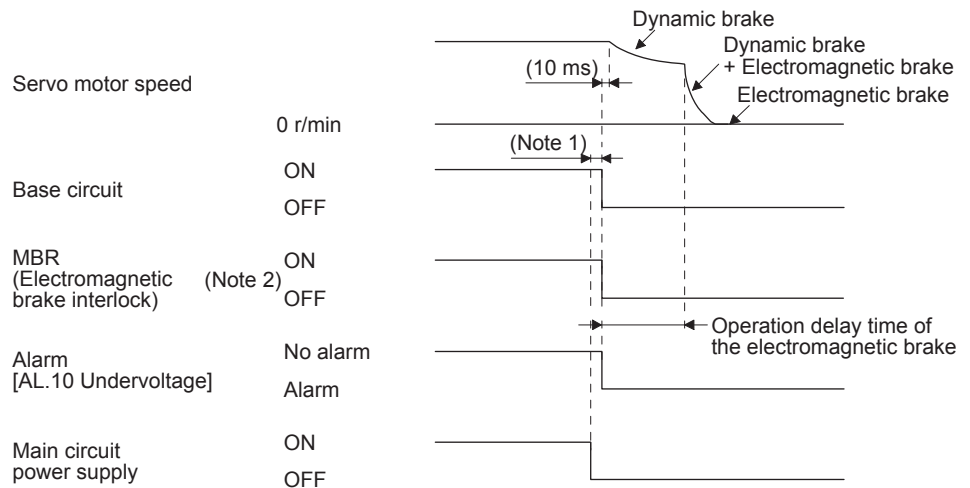 Dynamic brake
Dynamic brake
+ Electromagnetic brake
Electromagnetic brake
(10 ms)
Servo motor speed
0 r/min
(Note 1)
Base circuit
ON
OFF
MBR
(Electromagnetic
brake interlock)
(Note 2)
ON
OFF
Operation delay time of
the electromagnetic brake
Alarm
[AL.10 Undervoltage]
No alarm
Alarm
Main circuit
power supply
ON
OFF